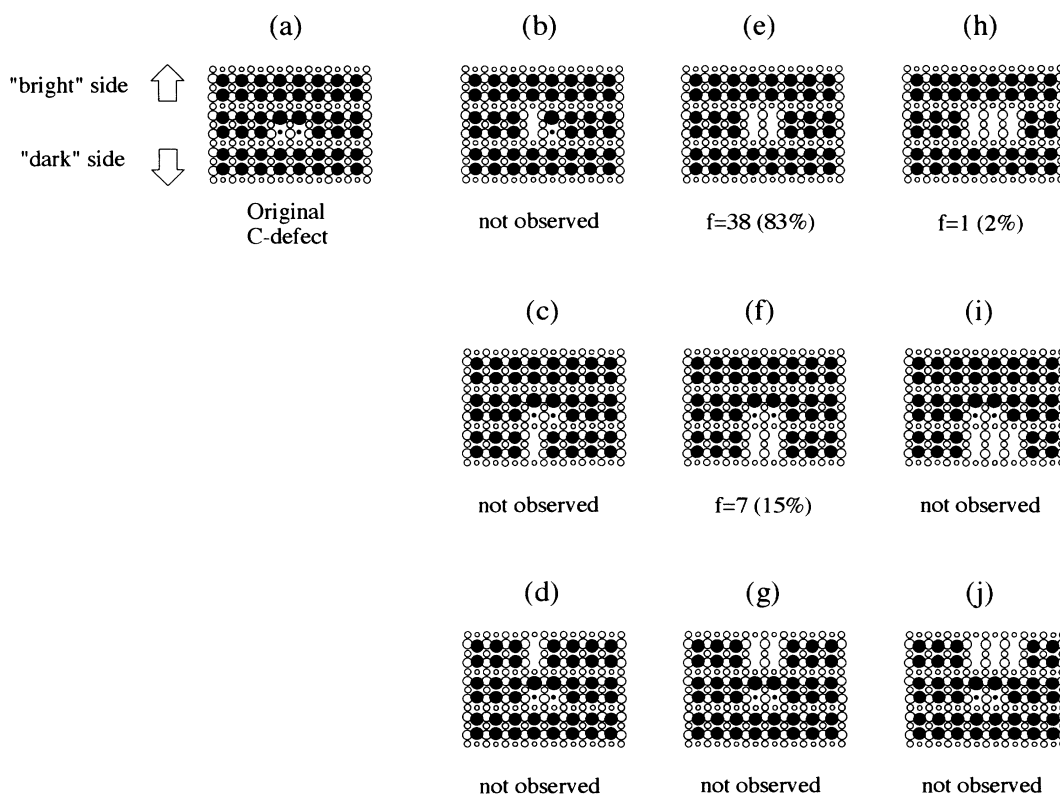 (a)
(b)
(e)
(h)
"bright" side
"dark" side
Original
C-defect
not observed
f=38 (83%)
f=1 (2%)
(c)
(f)
(i)
not observed
f=7 (15%)
not observed
(d)
(g)
(j)
not observed
not observed
not observed